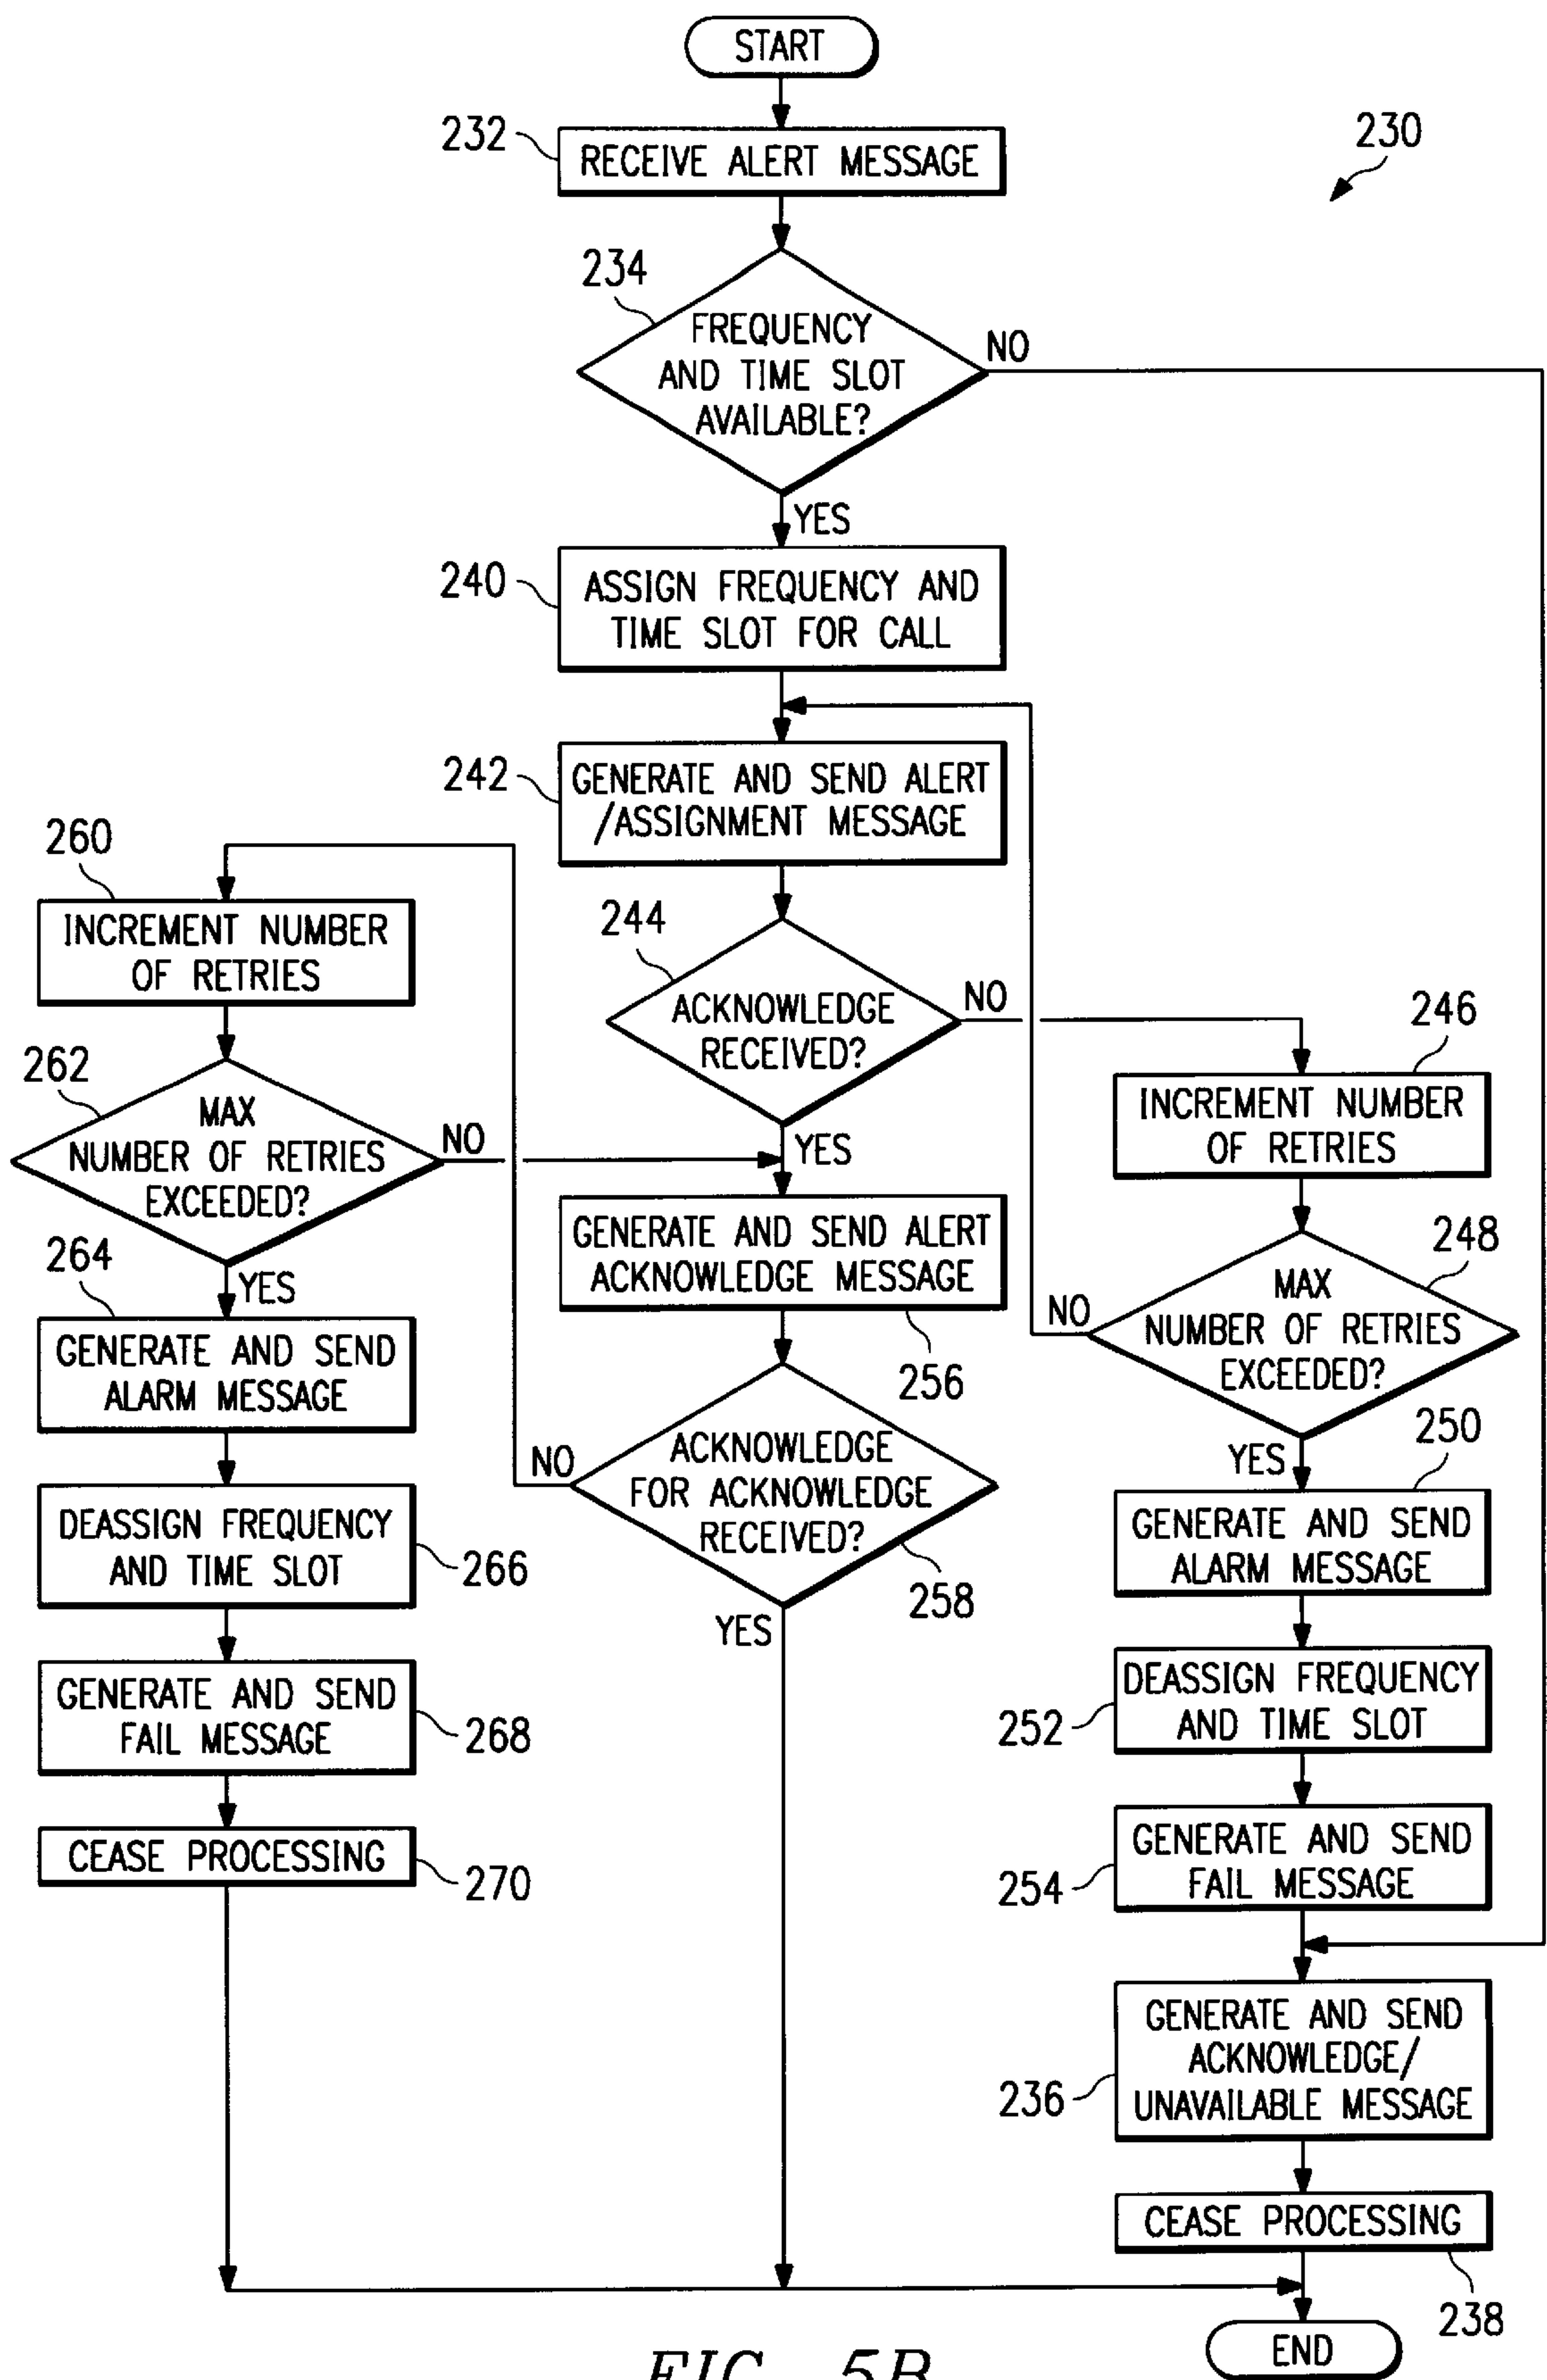 START
232
RECEIVE ALERT MESSAGE
230
234
FREQUENCY
AND TIME SLOT
AVAILABLE?
NO
YES
240
ASSIGN FREQUENCY AND
TIME SLOT FOR CALL
242
GENERATE AND SEND ALERT
/ASSIGNMENT MESSAGE
260
INCREMENT NUMBER
OF RETRIES
244
ACKNOWLEDGE
RECEIVED?
NO
YES
246
INCREMENT NUMBER
OF RETRIES
262
MAX
NUMBER OF RETRIES
EXCEEDED?
NO
YES
GENERATE AND SEND ALERT
ACKNOWLEDGE MESSAGE
256
248
MAX
NUMBER OF RETRIES
EXCEEDED?
NO
YES
264
GENERATE AND SEND
ALARM MESSAGE
ACKNOWLEDGE
FOR ACKNOWLEDGE
RECEIVED?
NO
YES
258
250
GENERATE AND SEND
ALARM MESSAGE
DEASSIGN FREQUENCY
AND TIME SLOT
266
252
DEASSIGN FREQUENCY
AND TIME SLOT
GENERATE AND SEND
FAIL MESSAGE
268
254
GENERATE AND SEND
FAIL MESSAGE
CEASE PROCESSING
270
236
GENERATE AND SEND
ACKNOWLEDGE/
UNAVAILABLE MESSAGE
CEASE PROCESSING
238
END
FIG. 5B